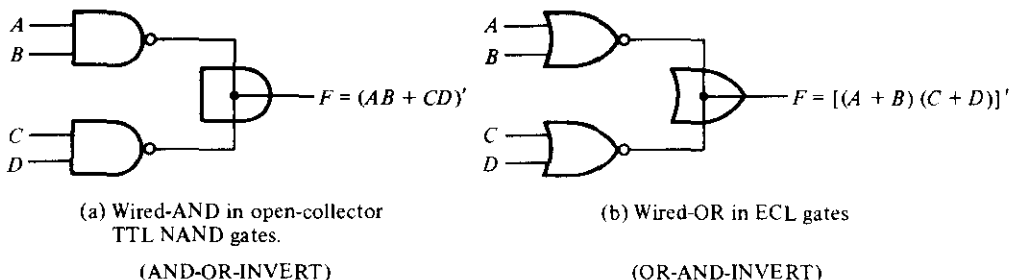 A
B
C
D
F = (AB + CD)'
(a) Wired-AND in open-collector
TTL NAND gates.
(AND-OR-INVERT)
A
B
C
D
F = [(A + B) (C + D)]'
(b) Wired-OR in ECL gates
(OR-AND-INVERT)